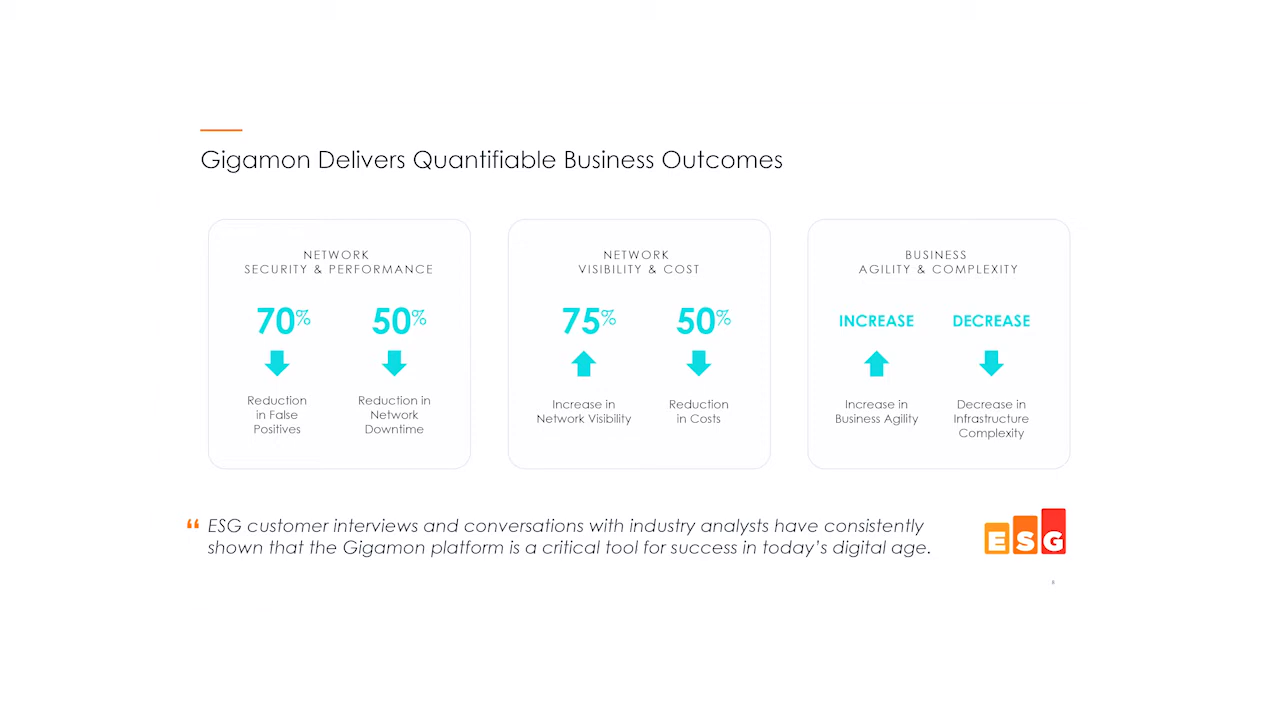 Gigamon Delivers Quantifiable Business Outcomes
NETWORK
SECURITY & PERFORMANCE
70%
50%
Reduction
in False
Positives
Reduction in
Network
Downtime
NETWORK
VISIBILITY & COST
75%
50%
Increase in
Network Visibility
Reduction
in Costs
BUSINESS
AGILITY & COMPLEXITY
INCREASE
DECREASE
Increase in
Business Agility
Decrease in
Infrastructure
Complexity
“ ESG customer interviews and conversations with industry analysts have consistently
shown that the Gigamon platform is a critical tool for success in today’s digital age.
ESG